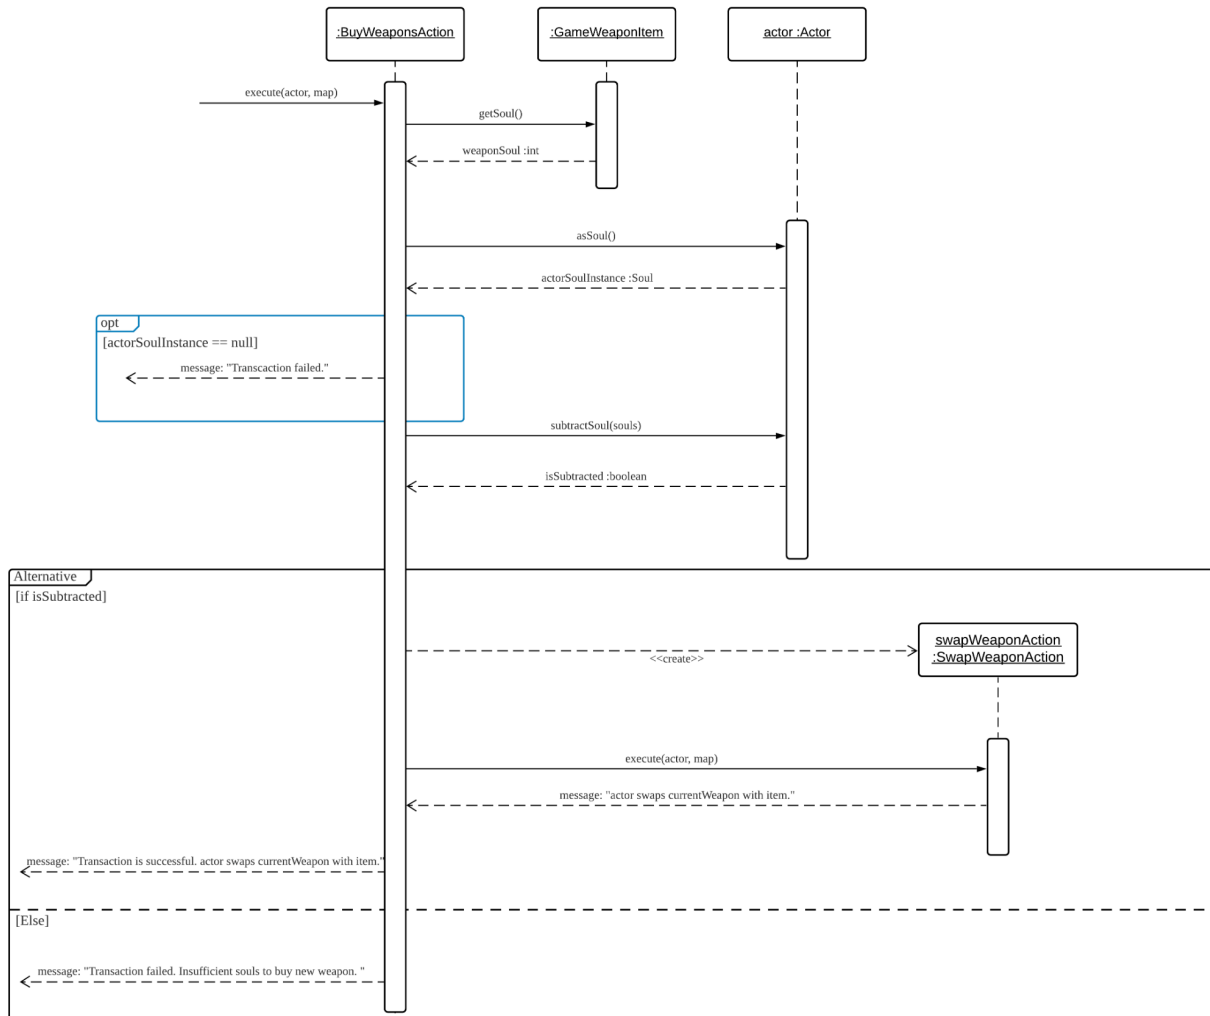 :BuyWeaponsAction
:GameWeaponItem
actor :Actor
execute(actor, map)
getSoul()
weaponSoul :int
asSoul()
actorSoulInstance :Soul
opt
[actorSoulInstance == null]
message: "Transcaction failed."
subtractSoul(souls)
isSubtracted :boolean
Alternative
[if isSubtracted]
swapWeaponAction
:SwapWeaponAction
<<create>>
execute(actor, map)
message: "actor swaps currentWeapon with item."
message: "Transaction is successful. actor swaps currentWeapon with item."
[Else]
message: "Transaction failed. Insufficient souls to buy new weapon. "